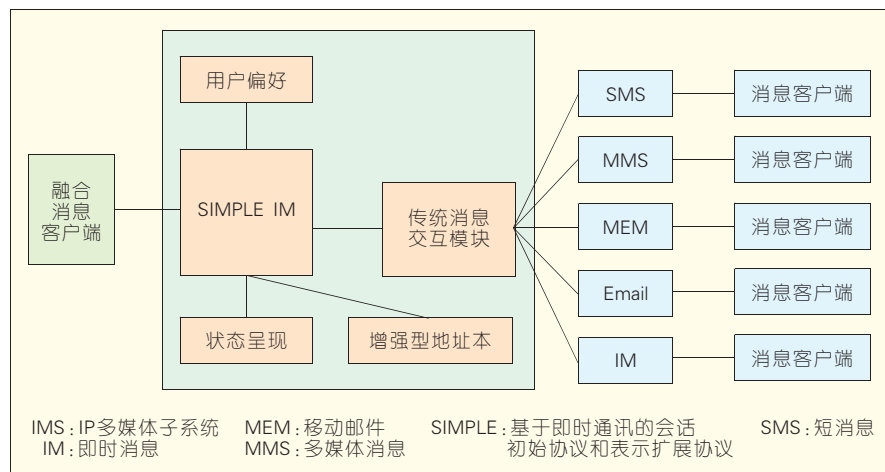 用户偏好
SMS
消息客户端
MMS
消息客户端
融合
消息
客户端
SIMPLE IM
传统消息
交互模块
MEM
消息客户端
Email
消息客户端
状态呈现
增强型地址本
IM
消息客户端
IMS:IP多媒体子系统 MEM:移动邮件 SIMPLE:基于即时通讯的会话 SMS:短消息
IM:即时消息 MMS:多媒体消息 初始协议和表示扩展协议